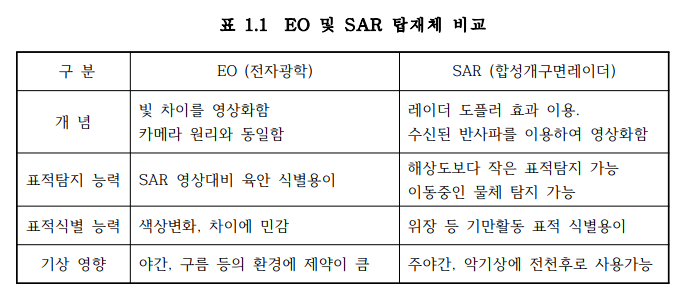 표 1.1 EO 및 SAR 탑재체 비교
구 분 EO (전자광학) SAR (합성개구면레이더)
개 념 빛 차이를 영상화함 레이더 도플러 효과 이용.
카메라 원리와 동일함 수신된 반사파를 이용하여 영상화함
표적탐지 능력 SAR 영상대비 육안 식별용이 해상도보다 작은 표적탐지 가능
이동중인 물체 탐지 가능
표적식별 능력 색상변화, 차이에 민감 위장 등 기만활동 표적 식별용이
기상 영향 야간, 구름 등의 환경에 제약이 큼 주야간, 악기상에 전천후로 사용가능